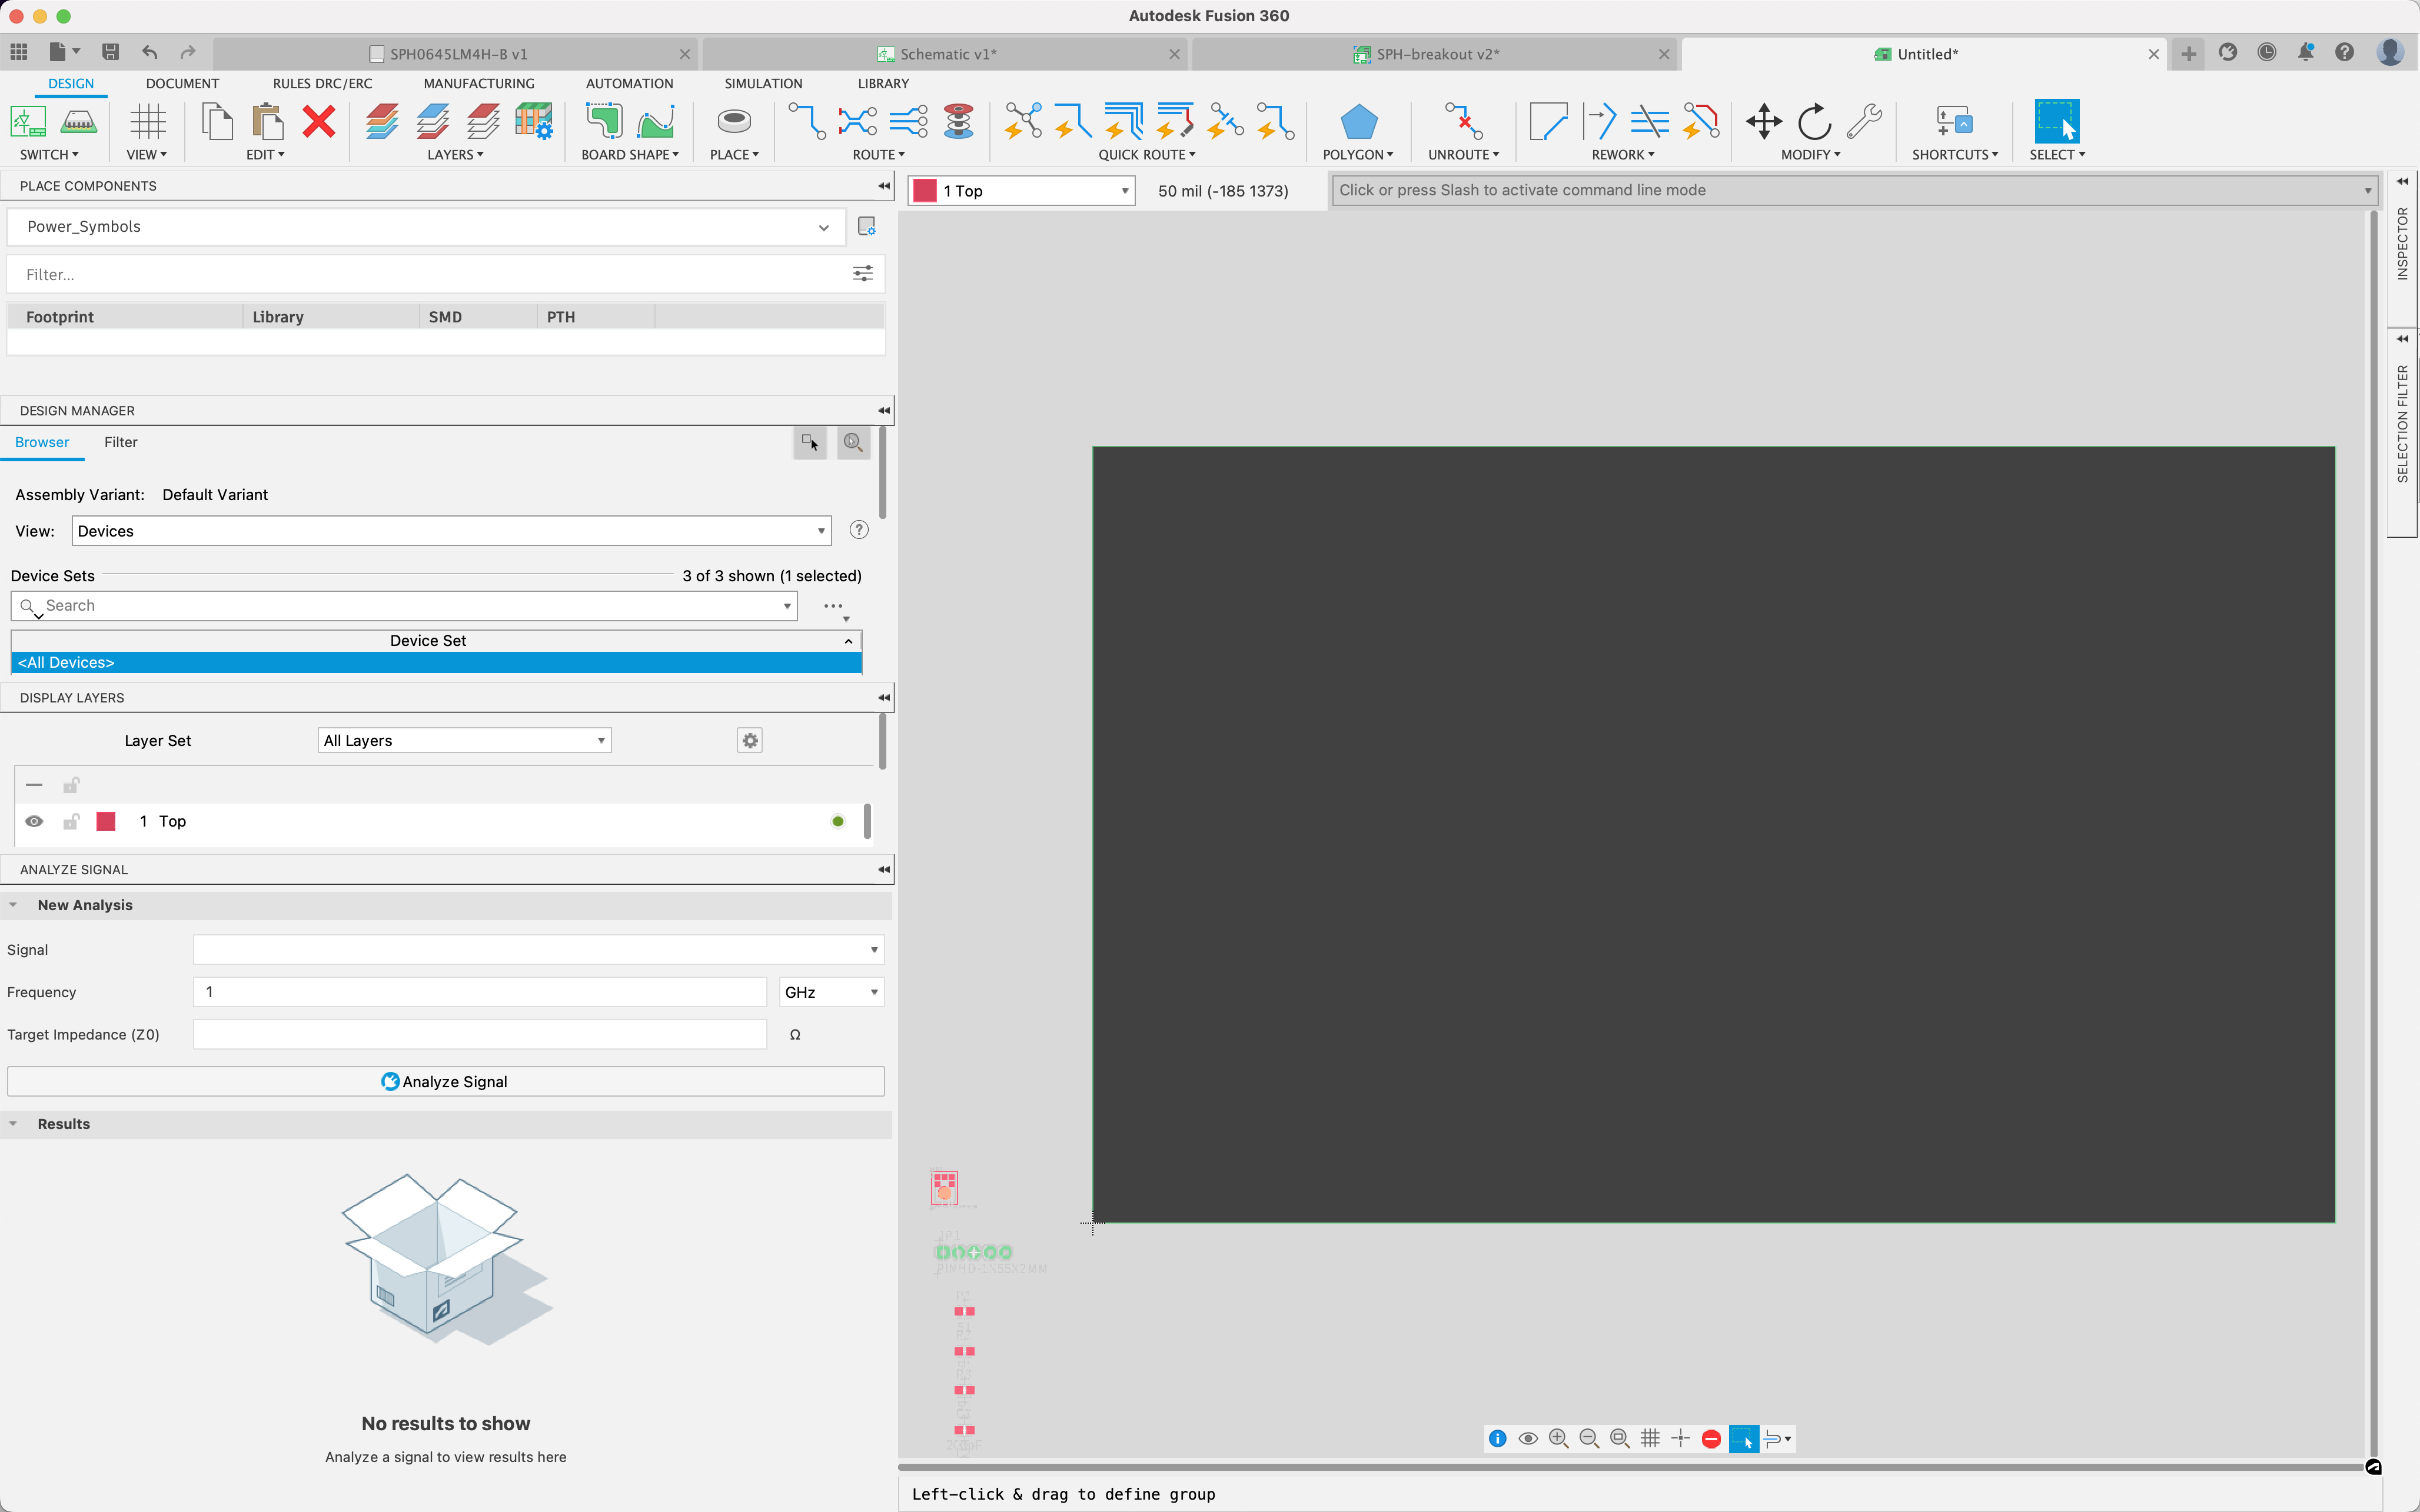 Autodesk Fusion 360
SPH0645LM4H-B v1
Schematic v1*
SPH-breakout v2*
Untitled*
DESIGN
DOCUMENT
RULES DRC/ERC
MANUFACTURING
AUTOMATION
SIMULATION
LIBRARY
SWITCH
VIEW
EDIT
LAYERS
BOARD SHAPE
PLACE
ROUTE
QUICK ROUTE
POLYGON
UNROUTE
REWORK
MODIFY
SHORTCUTS
SELECT
PLACE COMPONENTS
1 Top
50 mil (-185 1373)
Click or press Slash to activate command line mode
INSPECTOR
SELECTION FILTER
Power_Symbols
Filter...
Footprint Library SMD PTH
DESIGN MANAGER
Browser Filter
Assembly Variant: Default Variant
View: Devices
Device Sets 3 of 3 shown (1 selected)
Search
Device Set
<All Devices>
DISPLAY LAYERS
Layer Set All Layers
1 Top
ANALYZE SIGNAL
New Analysis
Signal
Frequency 1 GHz
Target Impedance (Z0) Ω
Analyze Signal
Results
No results to show
Analyze a signal to view results here
JP1
Left-click & drag to define group